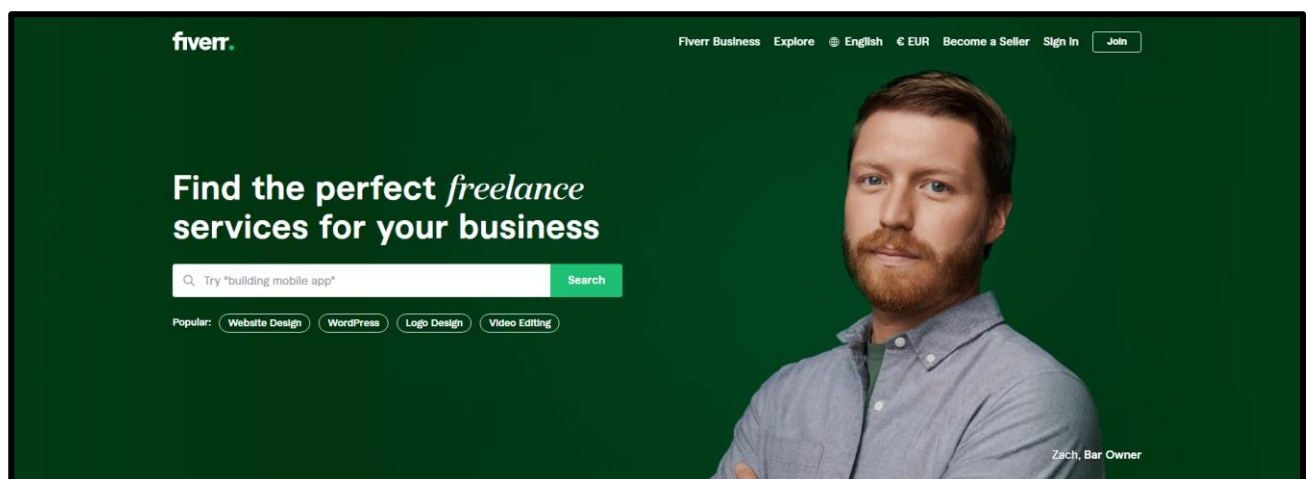 fiverr.
Fiverr Business Explore English € EUR Become a Seller Sign In Join
Find the perfect freelance
services for your business
Try "building mobile app" Search
Popular: Website Design WordPress Logo Design Video Editing
Zach, Bar Owner